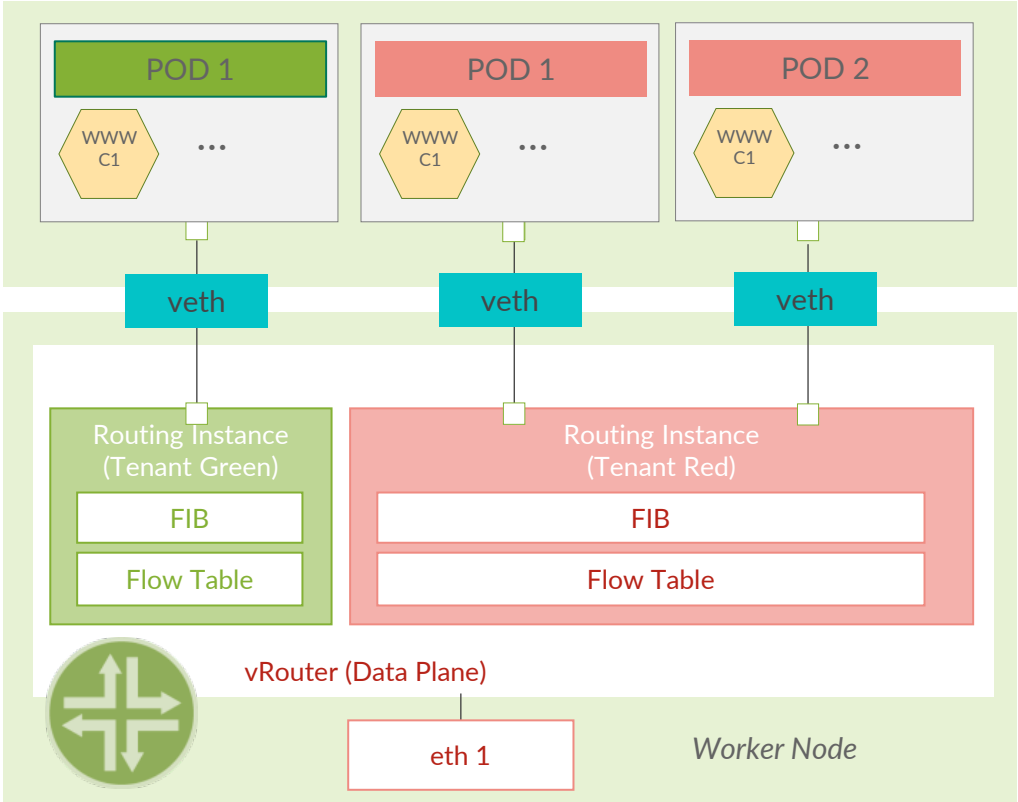 POD 1
WWW
C1
...
POD 1
WWW
C1
...
POD 2
WWW
C1
...
veth
veth
veth
Routing Instance
(Tenant Green)
FIB
Flow Table
Routing Instance
(Tenant Red)
FIB
Flow Table
vRouter (Data Plane)
eth 1
Worker Node